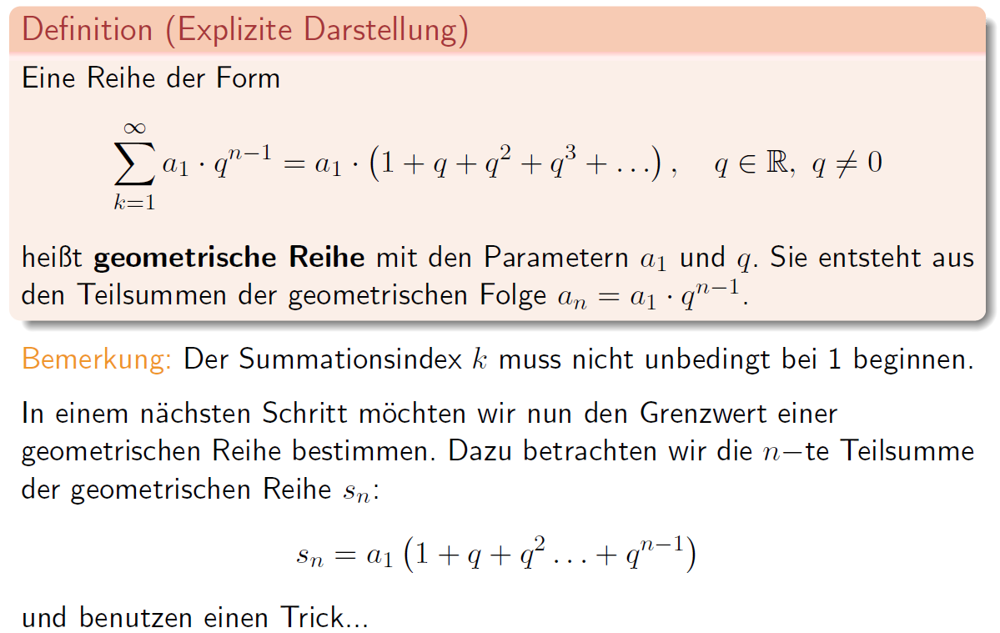 Definition (Explizite Darstellung)
Eine Reihe der Form
$$\sum_{k=1}^{\infty} a_1 \cdot q^{n-1} = a_1 \cdot \left(1 + q + q^2 + q^3 + \ldots\right), \quad q \in \mathbb{R},\ q \neq 0$$
heißt **geometrische Reihe** mit den Parametern $a_1$ und $q$. Sie entsteht aus
den Teilsummen der geometrischen Folge $a_n = a_1 \cdot q^{n-1}$.
Bemerkung: Der Summationsindex $k$ muss nicht unbedingt bei 1 beginnen.
In einem nächsten Schritt möchten wir nun den Grenzwert einer
geometrischen Reihe bestimmen. Dazu betrachten wir die $n-$te Teilsumme
der geometrischen Reihe $s_n$:
$$s_n = a_1 \left(1 + q + q^2 \ldots + q^{n-1}\right)$$
und benutzen einen Trick...